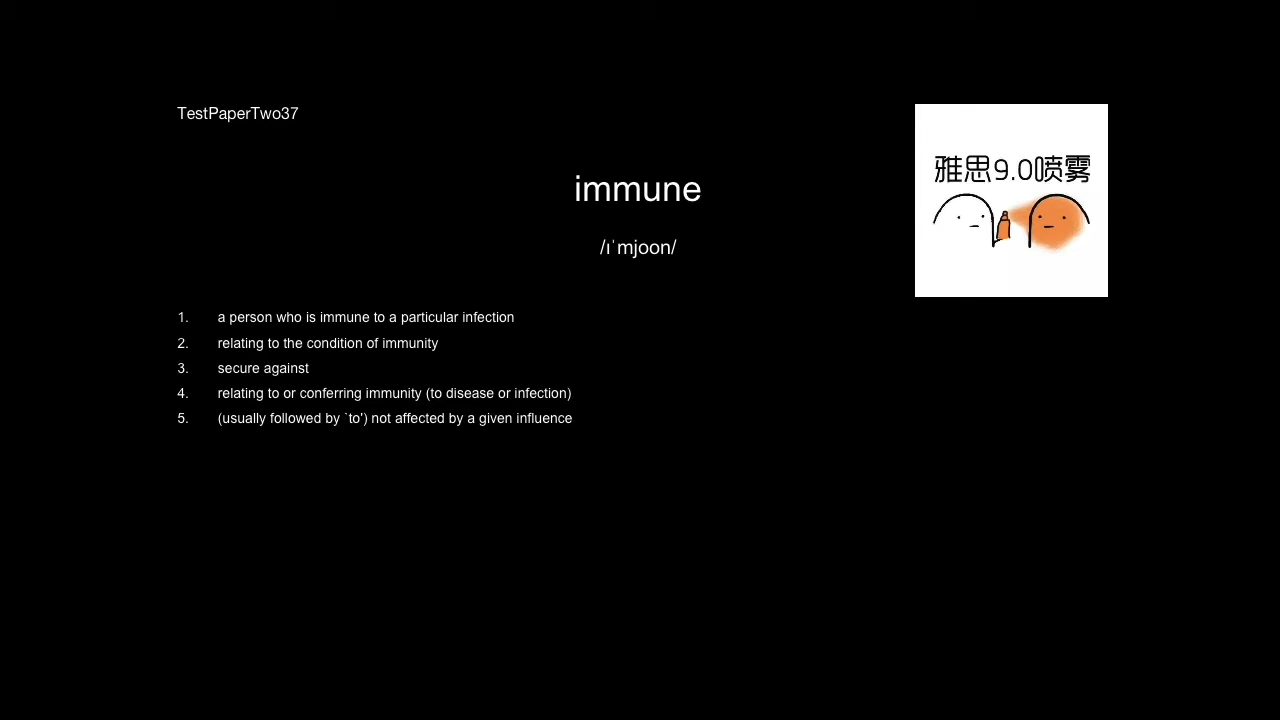 TestPaperTwo37
雅思9.0喷雾
immune
/ɪˈmjoon/
1. a person who is immune to a particular infection
2. relating to the condition of immunity
3. secure against
4. relating to or conferring immunity (to disease or infection)
5. (usually followed by `to') not affected by a given influence